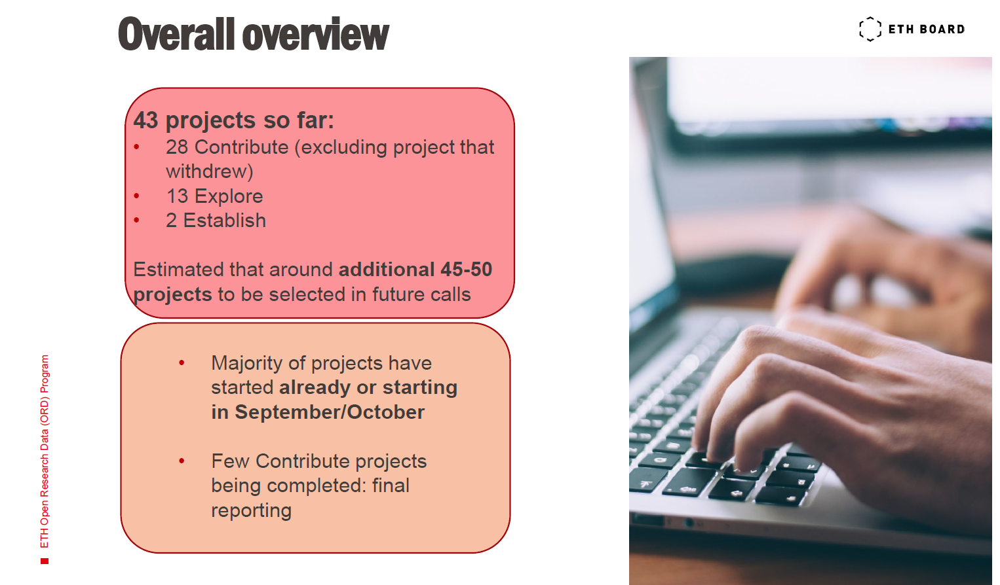 Overall overview
ETH BOARD
43 projects so far:
• 28 Contribute (excluding project that
withdrew)
• 13 Explore
• 2 Establish
Estimated that around additional 45-50
projects to be selected in future calls
• Majority of projects have
started already or starting
in September/October
• Few Contribute projects
being completed: final
reporting
ETH Open Research Data (ORD) Program